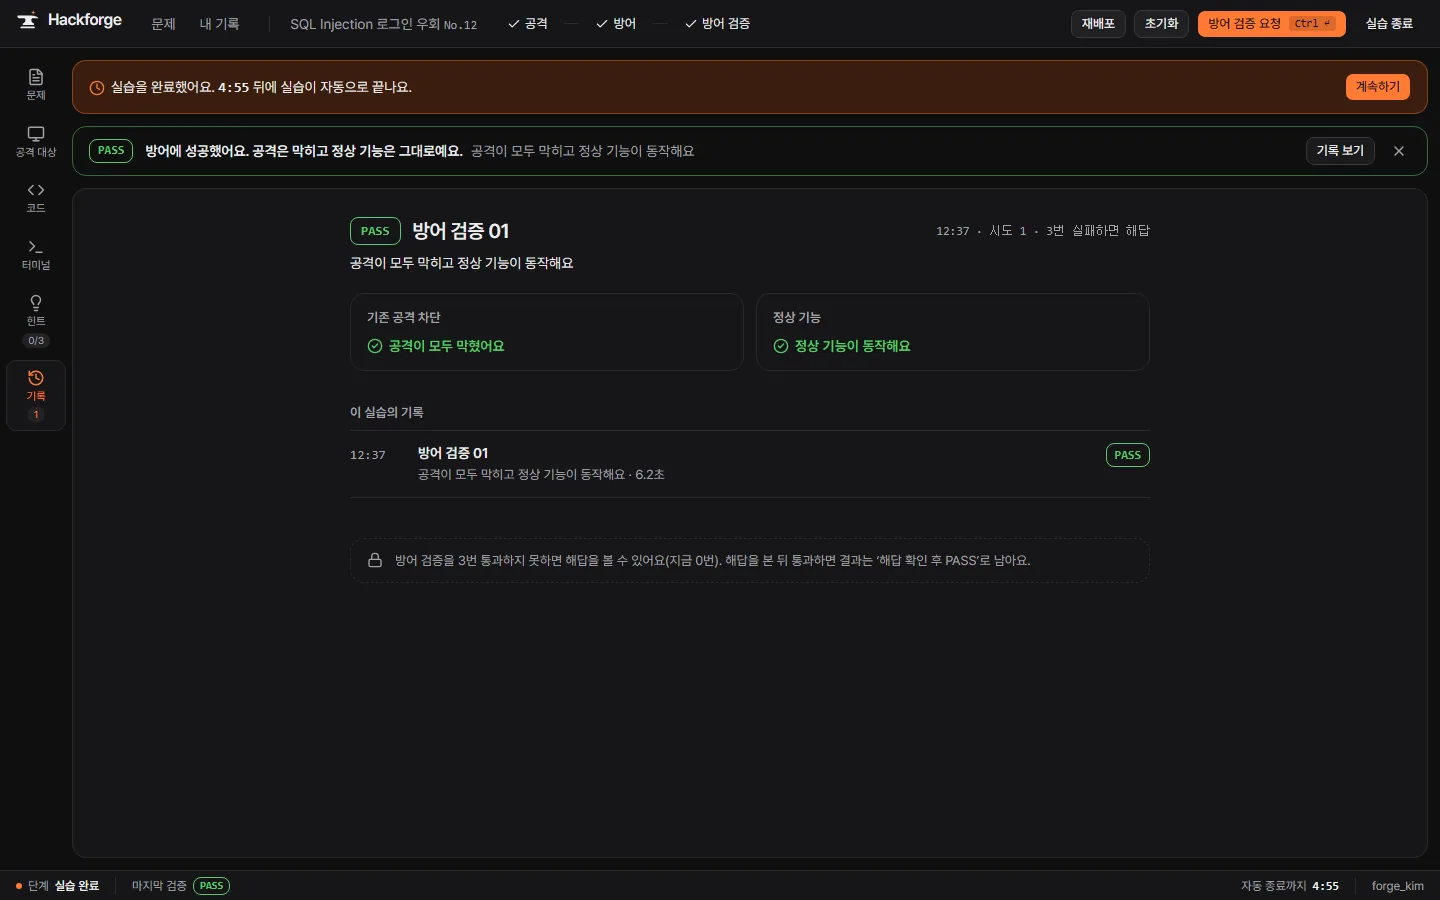 Hackforge 문제 내 기록 SQL Injection 로그인 우회 No.12 공격 방어 방어 검증 재배포 초기화 방어 검증 요청 Ctrl ↵ 실습 종료
문제
공격 대상
코드
터미널
힌트
0/3
기록
1
실습을 완료했어요. 4:55 뒤에 실습이 자동으로 끝나요. 계속하기
PASS 방어에 성공했어요. 공격은 막히고 정상 기능은 그대로예요. 공격이 모두 막히고 정상 기능이 동작해요 기록 보기
PASS 방어 검증 01 12:37 · 시도 1 · 3번 실패하면 해답
공격이 모두 막히고 정상 기능이 동작해요
기존 공격 차단
공격이 모두 막혔어요
정상 기능
정상 기능이 동작해요
이 실습의 기록
12:37 방어 검증 01 PASS
공격이 모두 막히고 정상 기능이 동작해요 · 6.2초
방어 검증을 3번 통과하지 못하면 해답을 볼 수 있어요(지금 0번). 해답을 본 뒤 통과하면 결과는 '해답 확인 후 PASS'로 남아요.
단계 실습 완료 마지막 검증 PASS 자동 종료까지 4:55 forge_kim